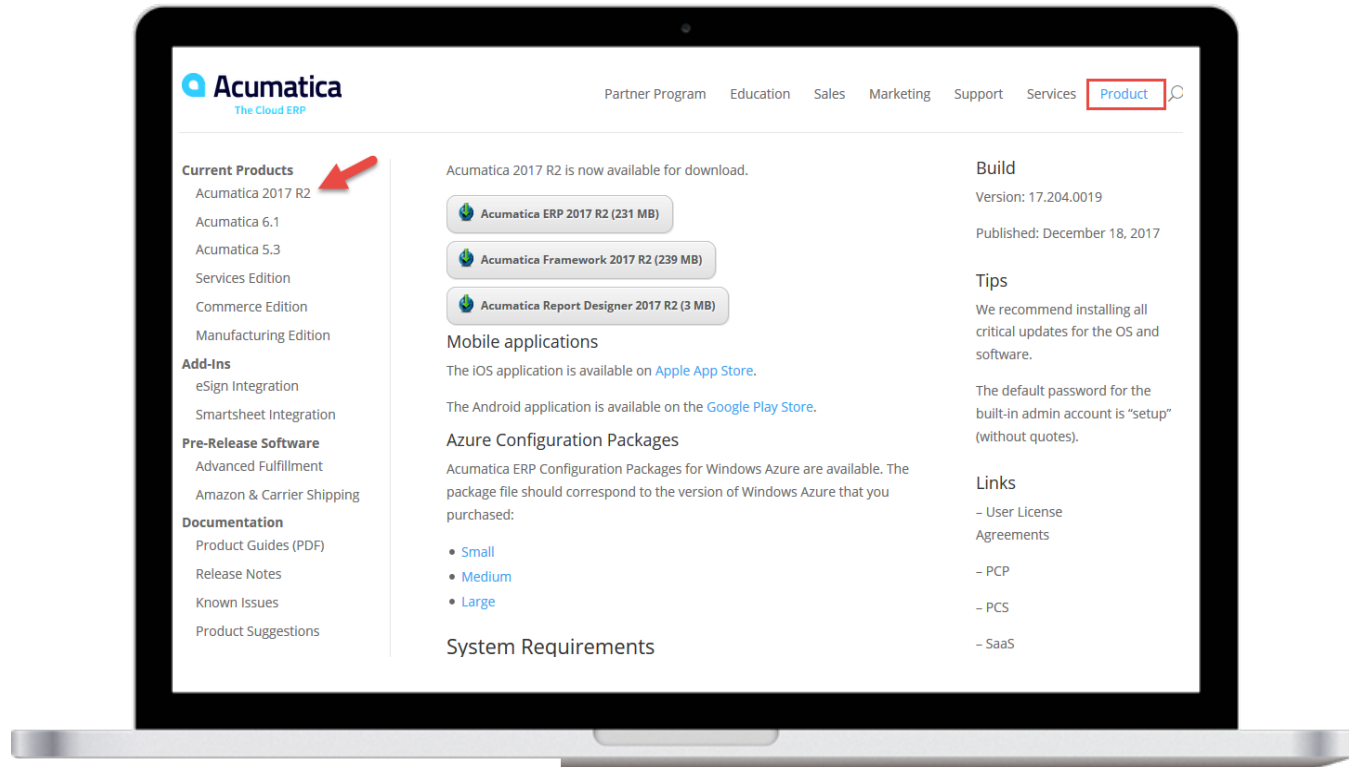 Acumatica
The Cloud ERP
Partner Program Education Sales Marketing Support Services Product
Current Products
Acumatica 2017 R2
Acumatica 6.1
Acumatica 5.3
Services Edition
Commerce Edition
Manufacturing Edition
Add-Ins
eSign Integration
Smartsheet Integration
Pre-Release Software
Advanced Fulfillment
Amazon & Carrier Shipping
Documentation
Product Guides (PDF)
Release Notes
Known Issues
Product Suggestions
Acumatica 2017 R2 is now available for download.
Acumatica ERP 2017 R2 (231 MB)
Acumatica Framework 2017 R2 (239 MB)
Acumatica Report Designer 2017 R2 (3 MB)
Mobile applications
The iOS application is available on Apple App Store.
The Android application is available on the Google Play Store.
Azure Configuration Packages
Acumatica ERP Configuration Packages for Windows Azure are available. The
package file should correspond to the version of Windows Azure that you
purchased:
• Small
• Medium
• Large
System Requirements
Build
Version: 17.204.0019
Published: December 18, 2017
Tips
We recommend installing all
critical updates for the OS and
software.
The default password for the
built-in admin account is “setup”
(without quotes).
Links
– User License
Agreements
– PCP
– PCS
– SaaS